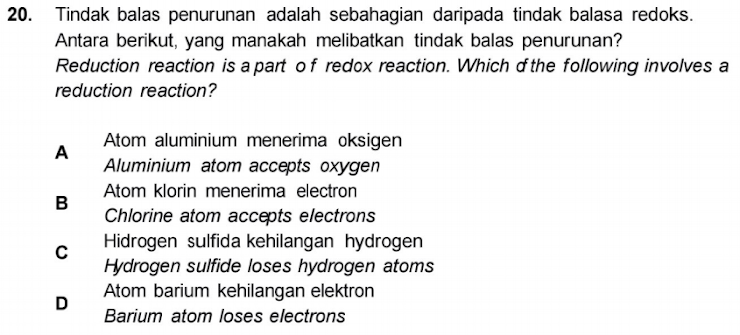 20. Tindak balas penurunan adalah sebahagian daripada tindak balasa redoks.
Antara berikut, yang manakah melibatkan tindak balas penurunan?
Reduction reaction is a part of redox reaction. Which of the following involves a
reduction reaction?
A Atom aluminium menerima oksigen
Aluminium atom accepts oxygen
B Atom klorin menerima electron
Chlorine atom accepts electrons
C Hidrogen sulfida kehilangan hydrogen
Hydrogen sulfide loses hydrogen atoms
D Atom barium kehilangan elektron
Barium atom loses electrons